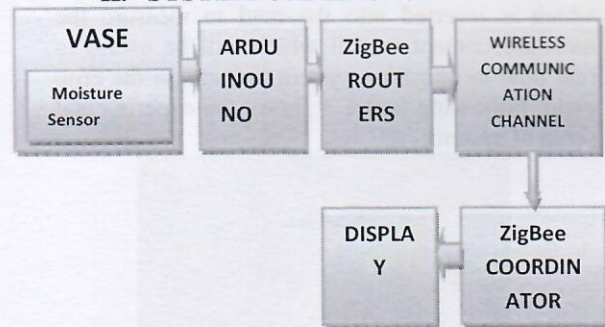 VASE
Moisture
Sensor
ARDU
INOU
NO
ZigBee
ROUT
ERS
WIRELESS
COMMUNIC
ATION
CHANNEL
DISPLA
Y
ZigBee
COORDIN
ATOR